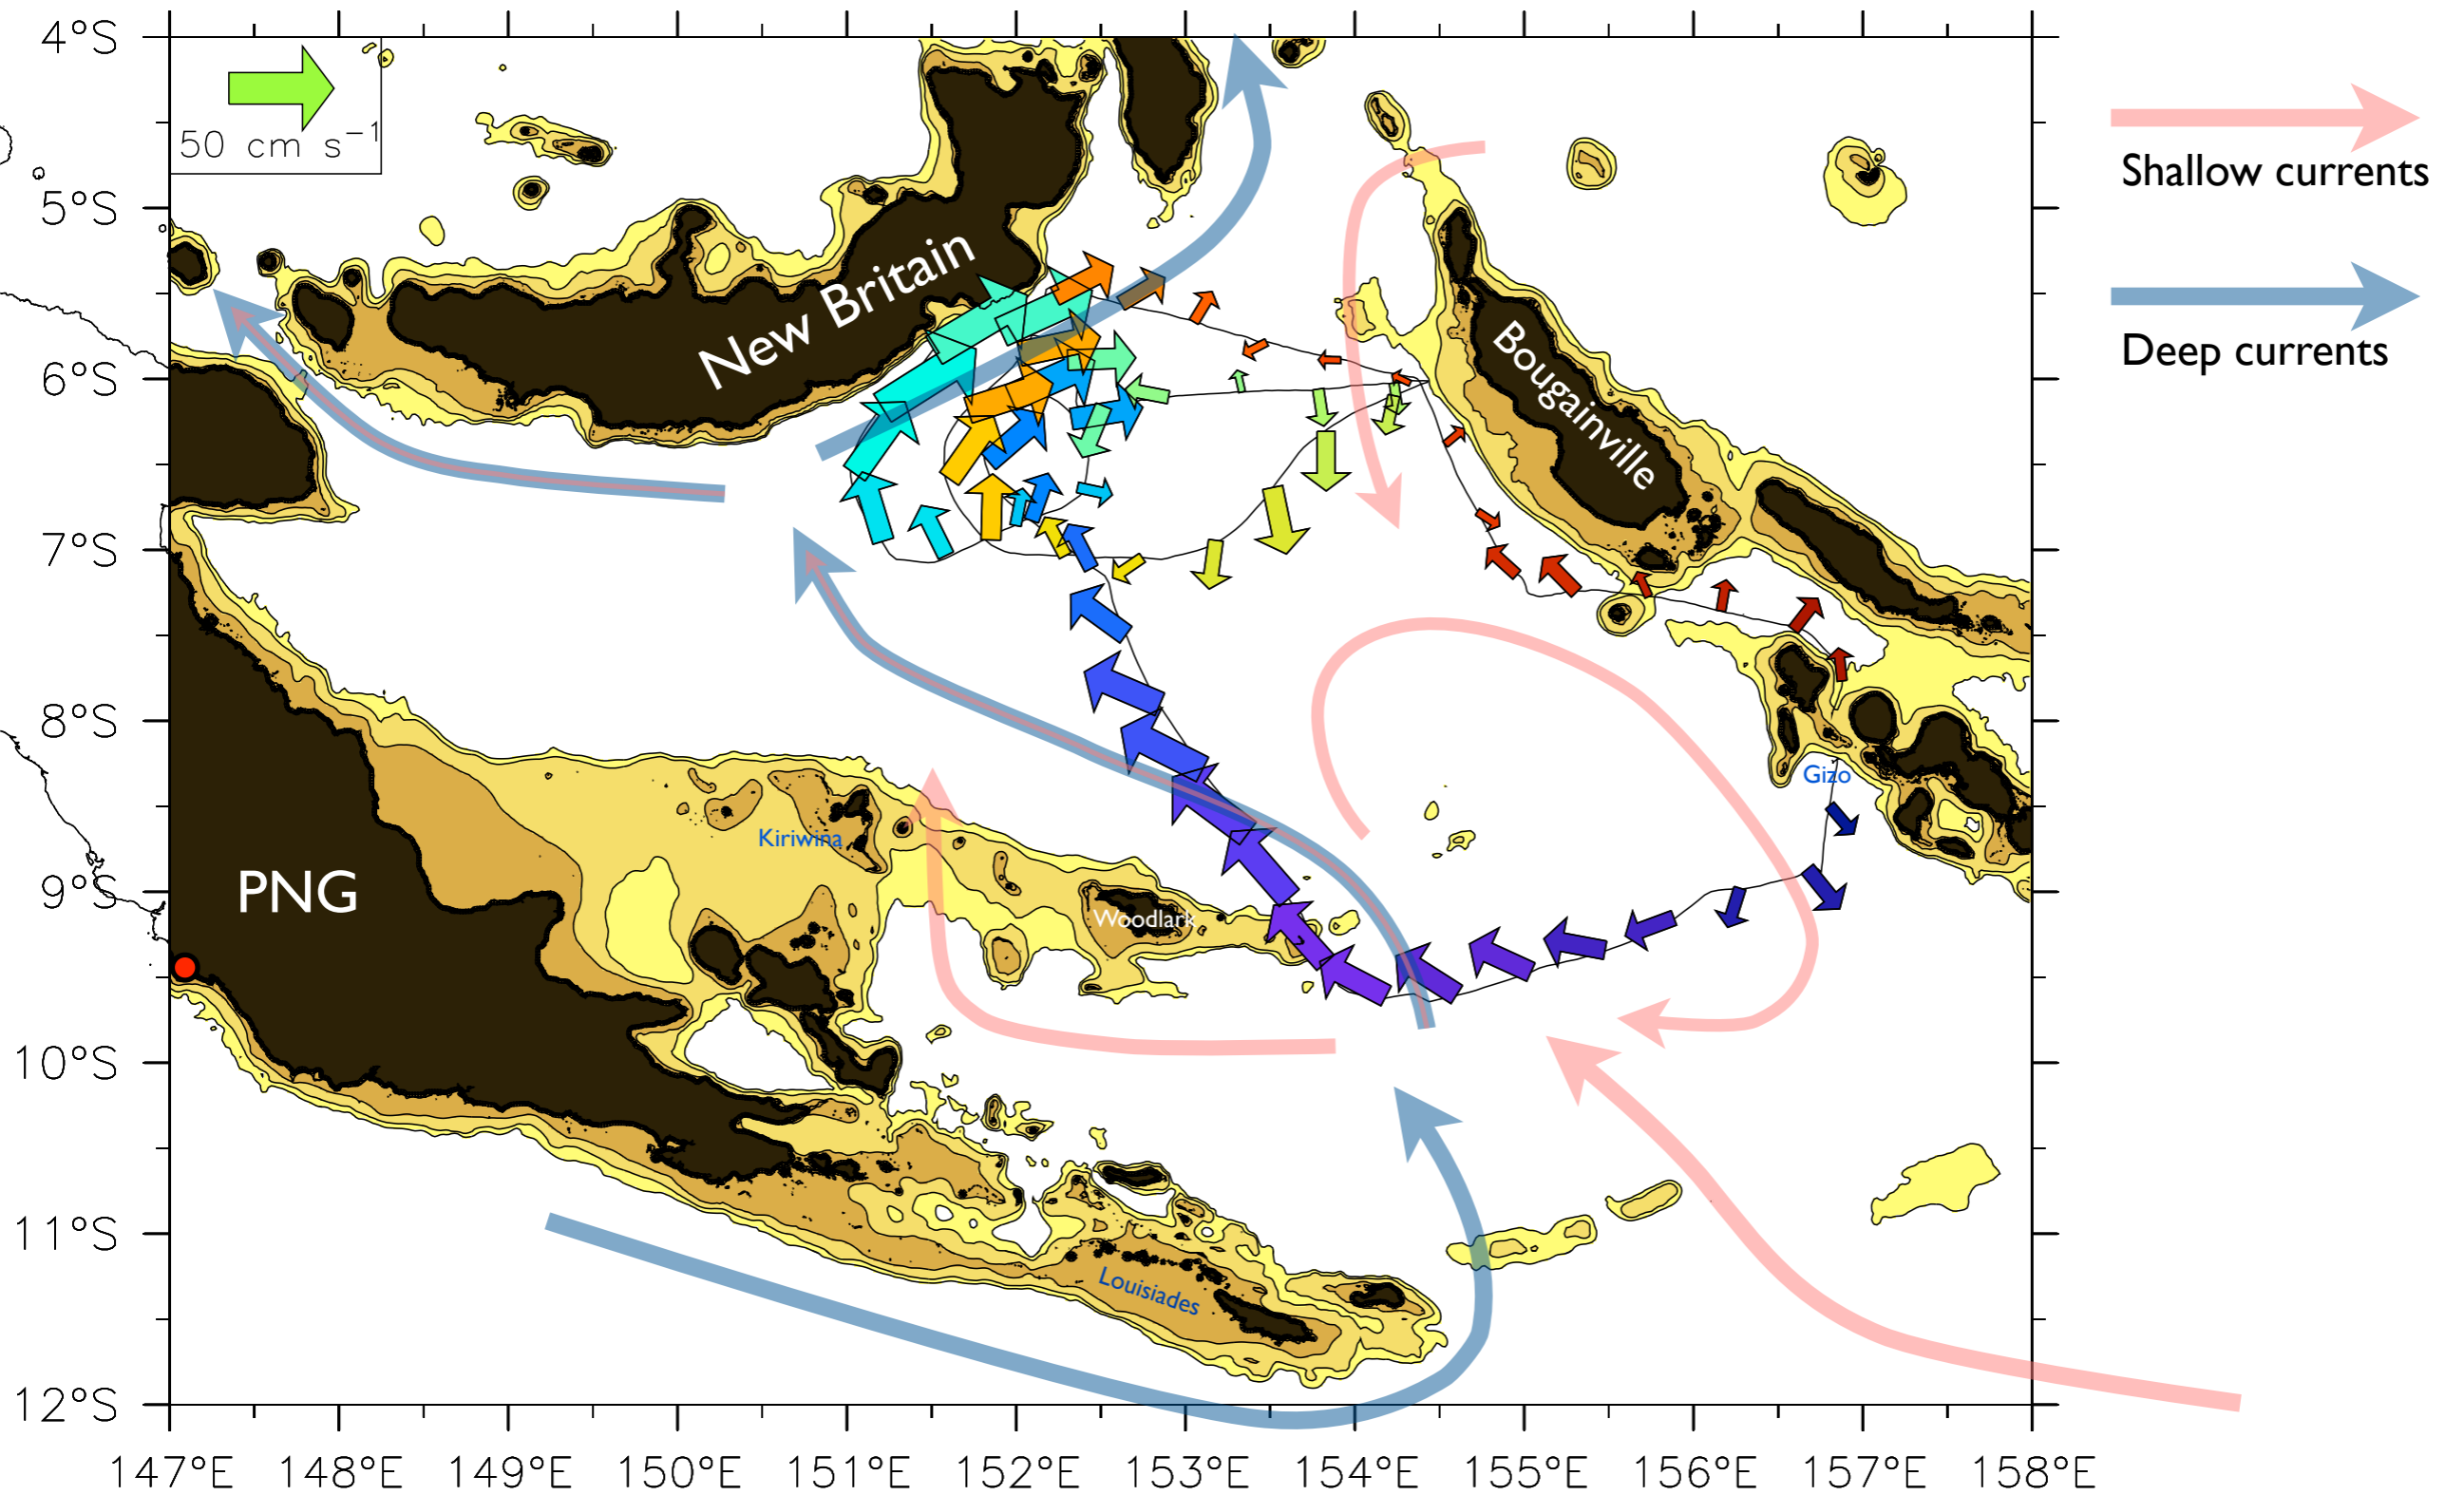 4°S
5°S
6°S
7°S
8°S
9°S
10°S
11°S
12°S
50 cm s⁻¹
New Britain
Bougainville
Gizo
Kiriwina
PNG
Woodlark
Louisiades
147°E 148°E 149°E 150°E 151°E 152°E 153°E 154°E 155°E 156°E 157°E 158°E
Shallow currents
Deep currents